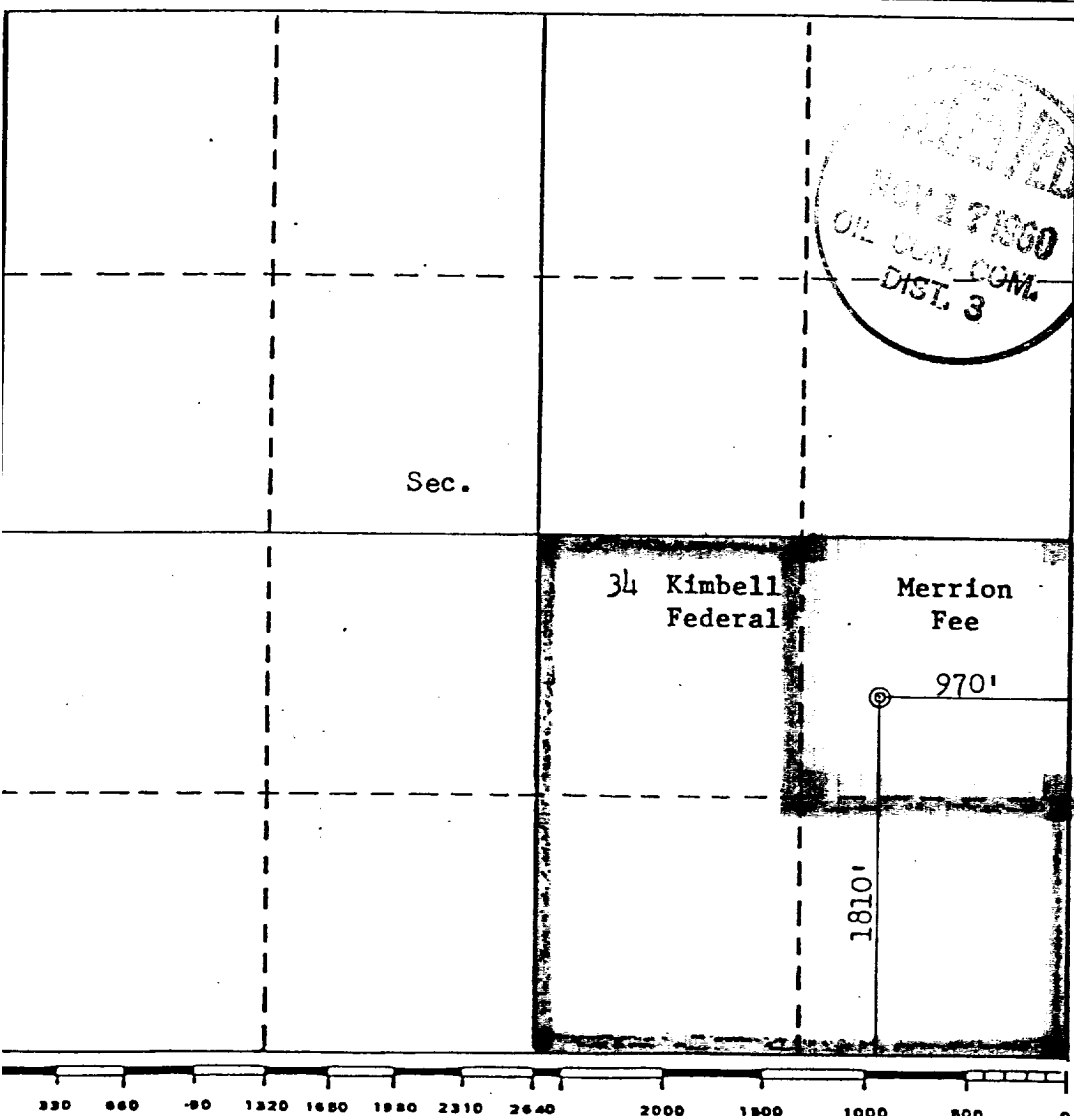 OIL CON. COM.
DIST. 3
Sec.
34 Kimbell
Federal
Merrion
Fee
970'
1810'
330 660 -90 1320 1650 1980 2310 2640 2000 1500 1000 500 0